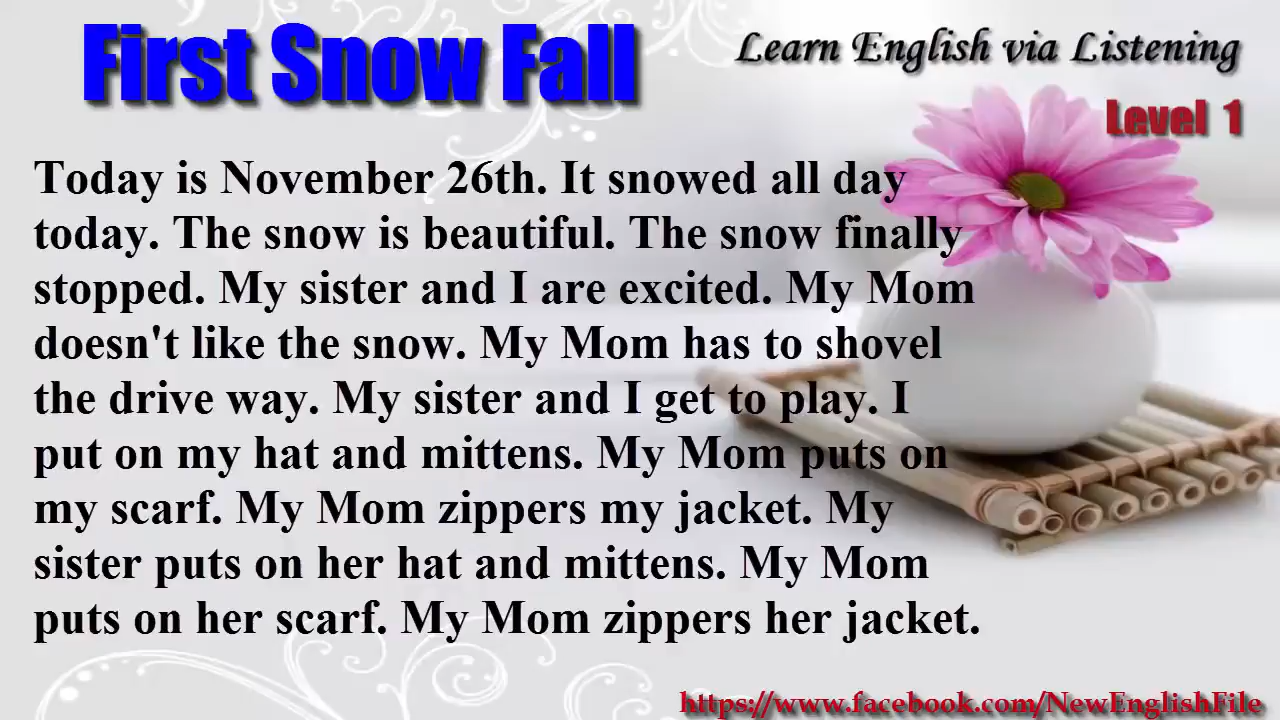 First Snow Fall
Learn English via Listening
Level 1
Today is November 26th. It snowed all day
today. The snow is beautiful. The snow finally
stopped. My sister and I are excited. My Mom
doesn't like the snow. My Mom has to shovel
the drive way. My sister and I get to play. I
put on my hat and mittens. My Mom puts on
my scarf. My Mom zippers my jacket. My
sister puts on her hat and mittens. My Mom
puts on her scarf. My Mom zippers her jacket.
https://www.facebook.com/NewEnglishFile